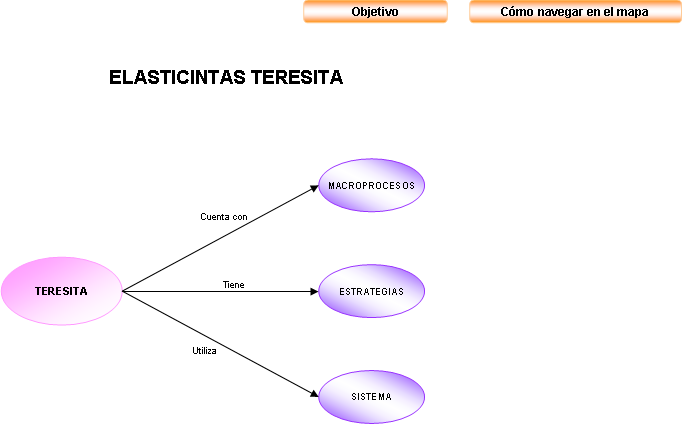 Objetivo
Cómo navegar en el mapa
ELASTICINTAS TERESITA
MACROPROCESOS
Cuenta con
TERESITA
Tiene
ESTRATEGIAS
Utiliza
SISTEMA